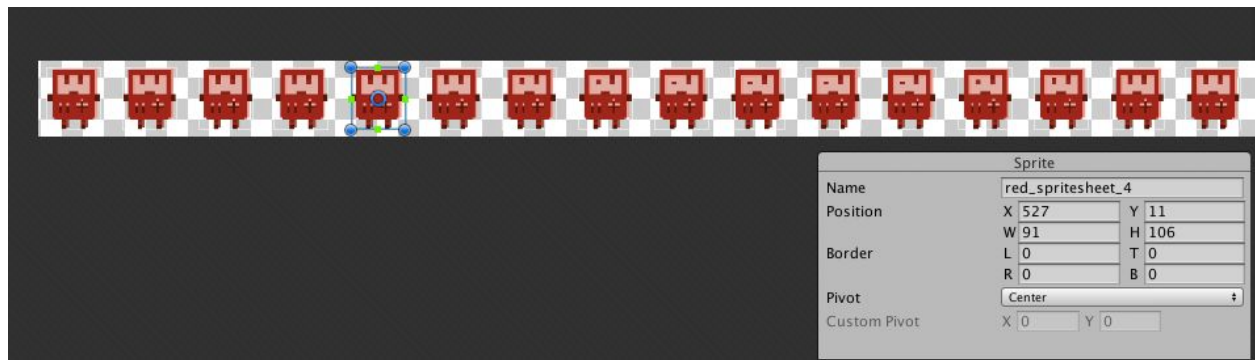 Sprite
Name red_spritesheet_4
Position X 527 Y 11
W 91 H 106
Border L 0 T 0
R 0 B 0
Pivot Center
Custom Pivot X 0 Y 0